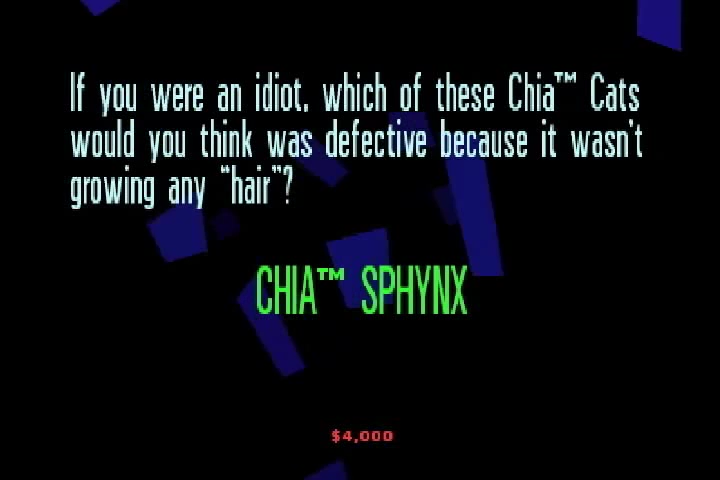 If you were an idiot, which of these Chia™ Cats
would you think was defective because it wasn't
growing any "hair"?
CHIA™ SPHYNX
$4,000